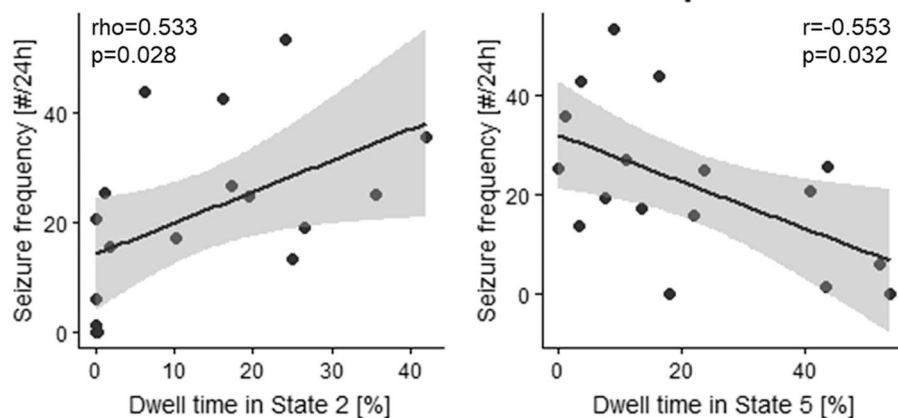 rho=0.533
p=0.028
Seizure frequency [#/24h]
40
20
0
0
10
20
30
40
Dwell time in State 2 [%]
r=-0.553
p=0.032
Seizure frequency [#/24h]
40
20
0
0
20
40
Dwell time in State 5 [%]